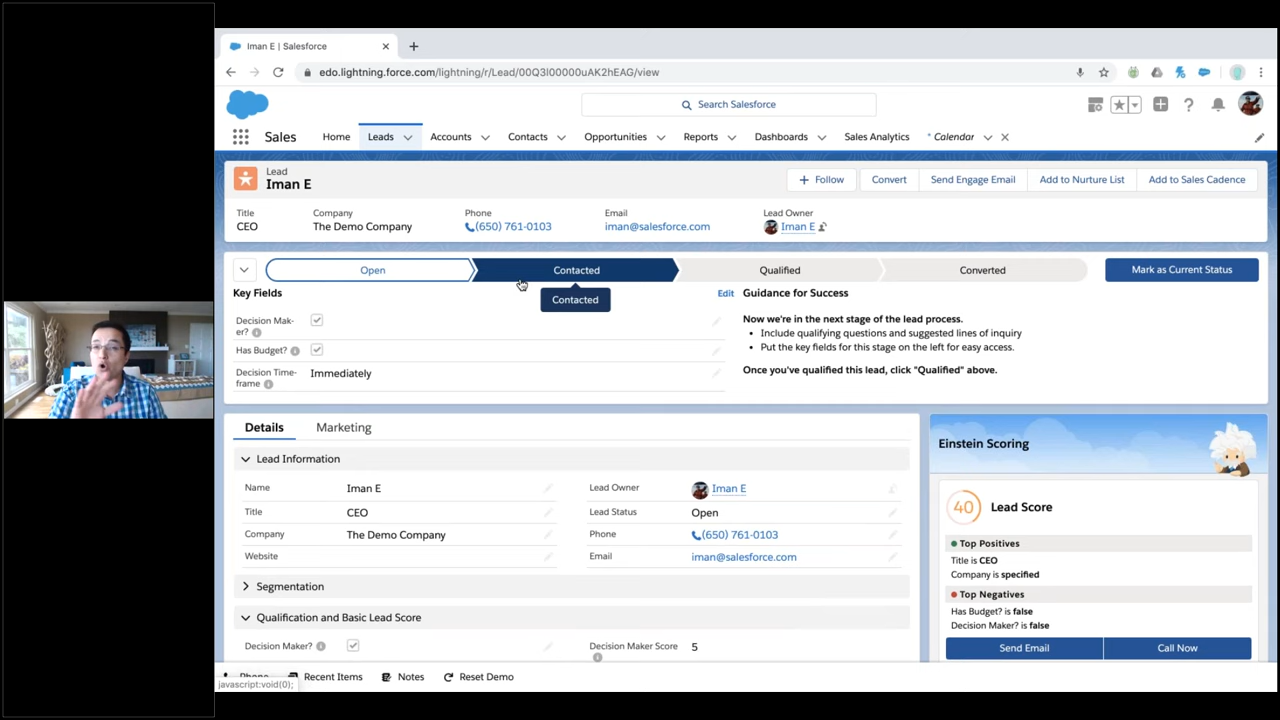 Iman E | Salesforce
edo.lightning.force.com/lightning/r/Lead/00Q3I00000uAK2hEAG/view
Search Salesforce
Sales Home Leads Accounts Contacts Opportunities Reports Dashboards Sales Analytics * Calendar
Lead
Iman E
Follow Convert Send Engage Email Add to Nurture List Add to Sales Cadence
Title Company Phone Email Lead Owner
CEO The Demo Company (650) 761-0103 iman@salesforce.com Iman E
Open Contacted Qualified Converted Mark as Current Status
Contacted
Key Fields Edit
Decision Mak-
er?
Has Budget?
Decision Time-
frame
Immediately
Guidance for Success
Now we're in the next stage of the lead process.
• Include qualifying questions and suggested lines of inquiry
• Put the key fields for this stage on the left for easy access.
Once you've qualified this lead, click "Qualified" above.
Details Marketing
Lead Information
Name Iman E Lead Owner Iman E
Title CEO Lead Status Open
Company The Demo Company Phone (650) 761-0103
Website Email iman@salesforce.com
Segmentation
Qualification and Basic Lead Score
Decision Maker? Decision Maker Score 5
Einstein Scoring
40 Lead Score
Top Positives
Title is CEO
Company is specified
Top Negatives
Has Budget? is false
Decision Maker? is false
Send Email Call Now
Phone Recent Items Notes Reset Demo
javascript:void(0);